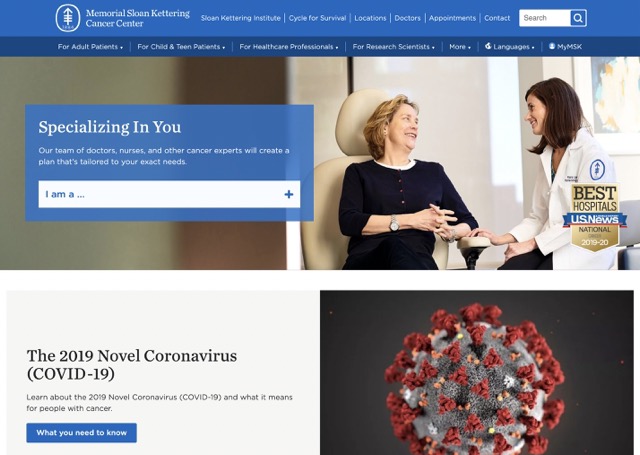 Memorial Sloan Kettering
Cancer Center
Sloan Kettering Institute | Cycle for Survival | Locations | Doctors | Appointments | Contact
Search
For Adult Patients
For Child & Teen Patients
For Healthcare Professionals
For Research Scientists
More
Languages
MyMSK
Specializing In You
Our team of doctors, nurses, and other cancer experts will create a
plan that's tailored to your exact needs.
I am a ...
BEST
HOSPITALS
U.S.News
NATIONAL
2019-20
The 2019 Novel Coronavirus
(COVID-19)
Learn about the 2019 Novel Coronavirus (COVID-19) and what it means
for people with cancer.
What you need to know